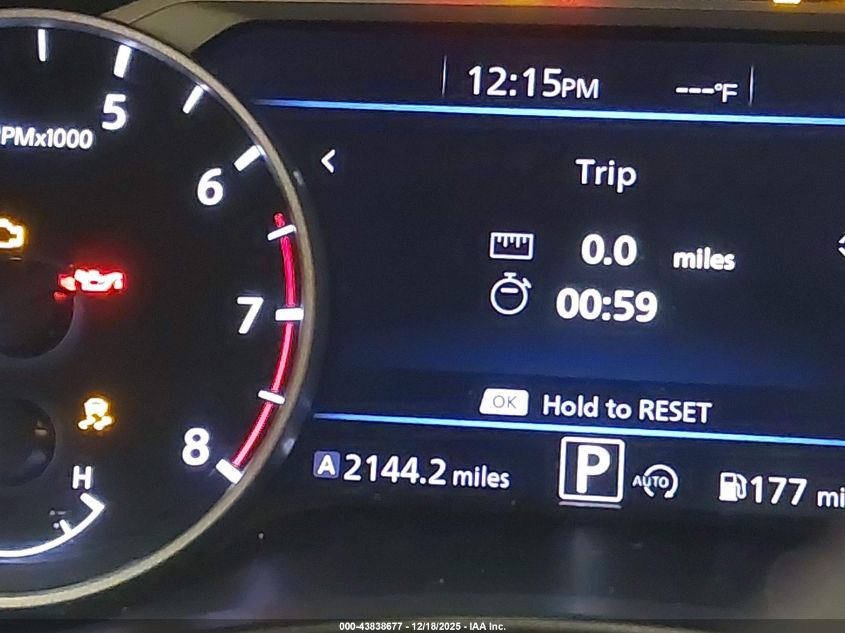 12:15PM
---°F
5
PMx1000
<
Trip
6
0.0 miles
7
00:59
OK Hold to RESET
8
A 2144.2 miles
P
AUTO
177 mi
H
000-43838677 - 12/18/2025 - IAA Inc.